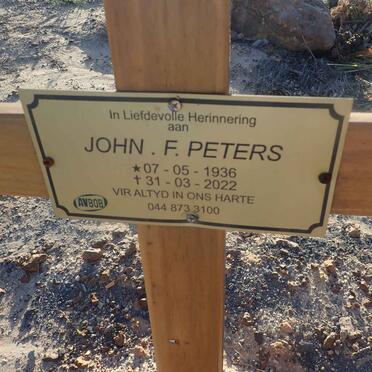 In Liefdevolle Herinnering
aan
JOHN . F. PETERS
★07 - 05 - 1936
✝31 - 03 - 2022
VIR ALTYD IN ONS HARTE
AVBOB
044 873 3100